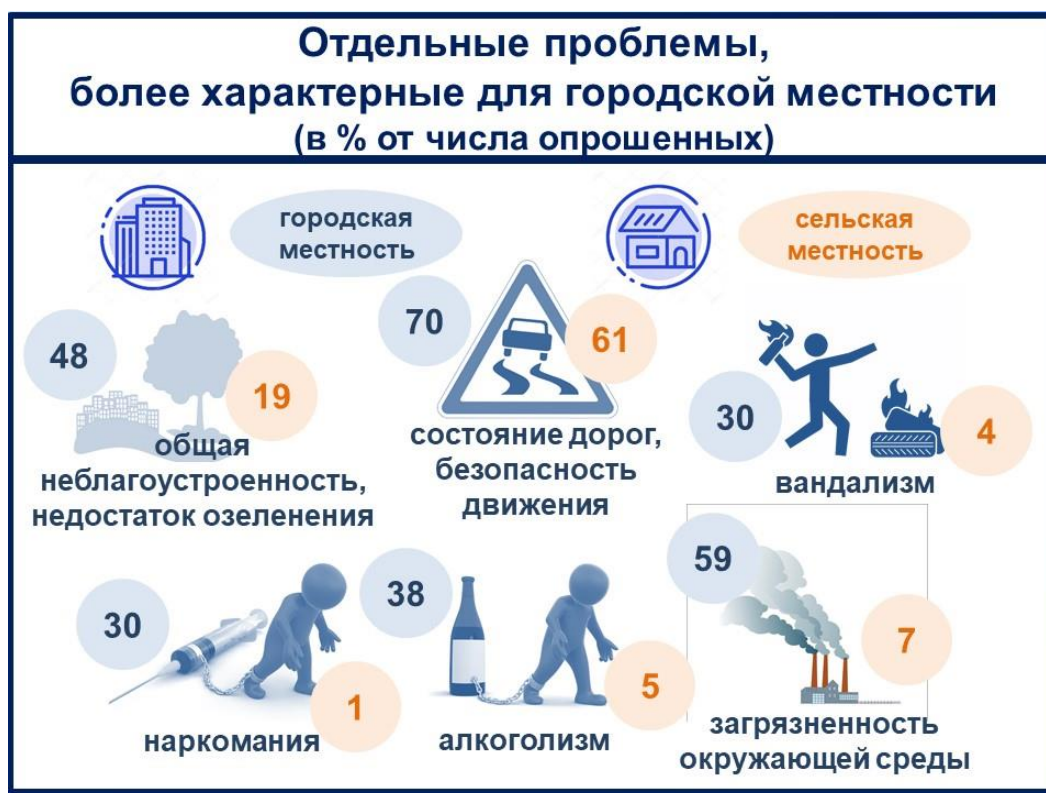 Отдельные проблемы,
более характерные для городской местности
(в % от числа опрошенных)
городская
местность
сельская
местность
48
19
общая
неблагоустроенность,
недостаток озеленения
70
61
состояние дорог,
безопасность
движения
30
4
вандализм
30
1
наркомания
38
5
алкоголизм
59
7
загрязненность
окружающей среды